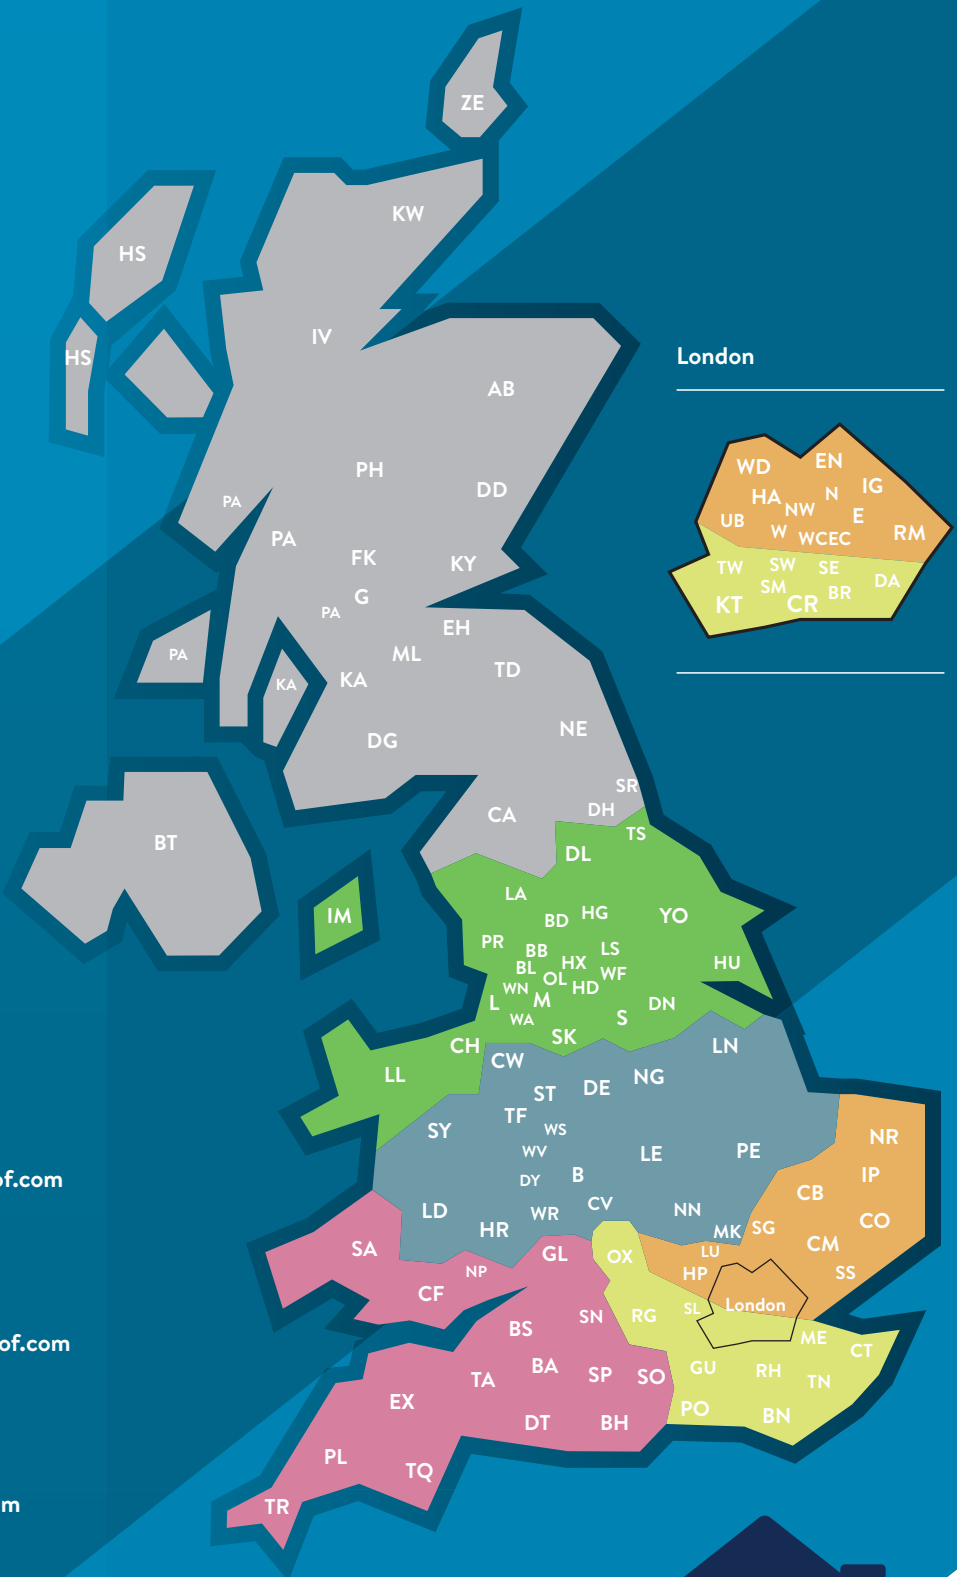 ZE
KW
HS
IV
HS
London
AB
WD
EN
HA
N
IG
NW
UB
E
W
WCEC
RM
PH
DD
PA
PA
TW
SW
SE
SM
BR
DA
KT
CR
FK
KY
G
PA
EH
PA
ML
KA
KA
TD
DG
NE
SR
DH
CA
TS
BT
DL
LA
IM
BD
HG
YO
PR
BB
LS
BL
HX
HU
OL
WF
WN
HD
L
M
DN
WA
S
SK
CH
LN
CW
LL
NG
ST
DE
TF
SY
WS
NR
WV
LE
PE
of.com
DY
B
IP
CB
LD
WR
CV
NN
CO
HR
MK
SG
SA
GL
OX
LU
CM
NP
HP
SS
CF
SL
London
BS
SN
RG
ME
of.com
CT
TA
BA
SP
SO
GU
RH
TN
EX
PO
DT
BH
BN
PL
TQ
TR
m